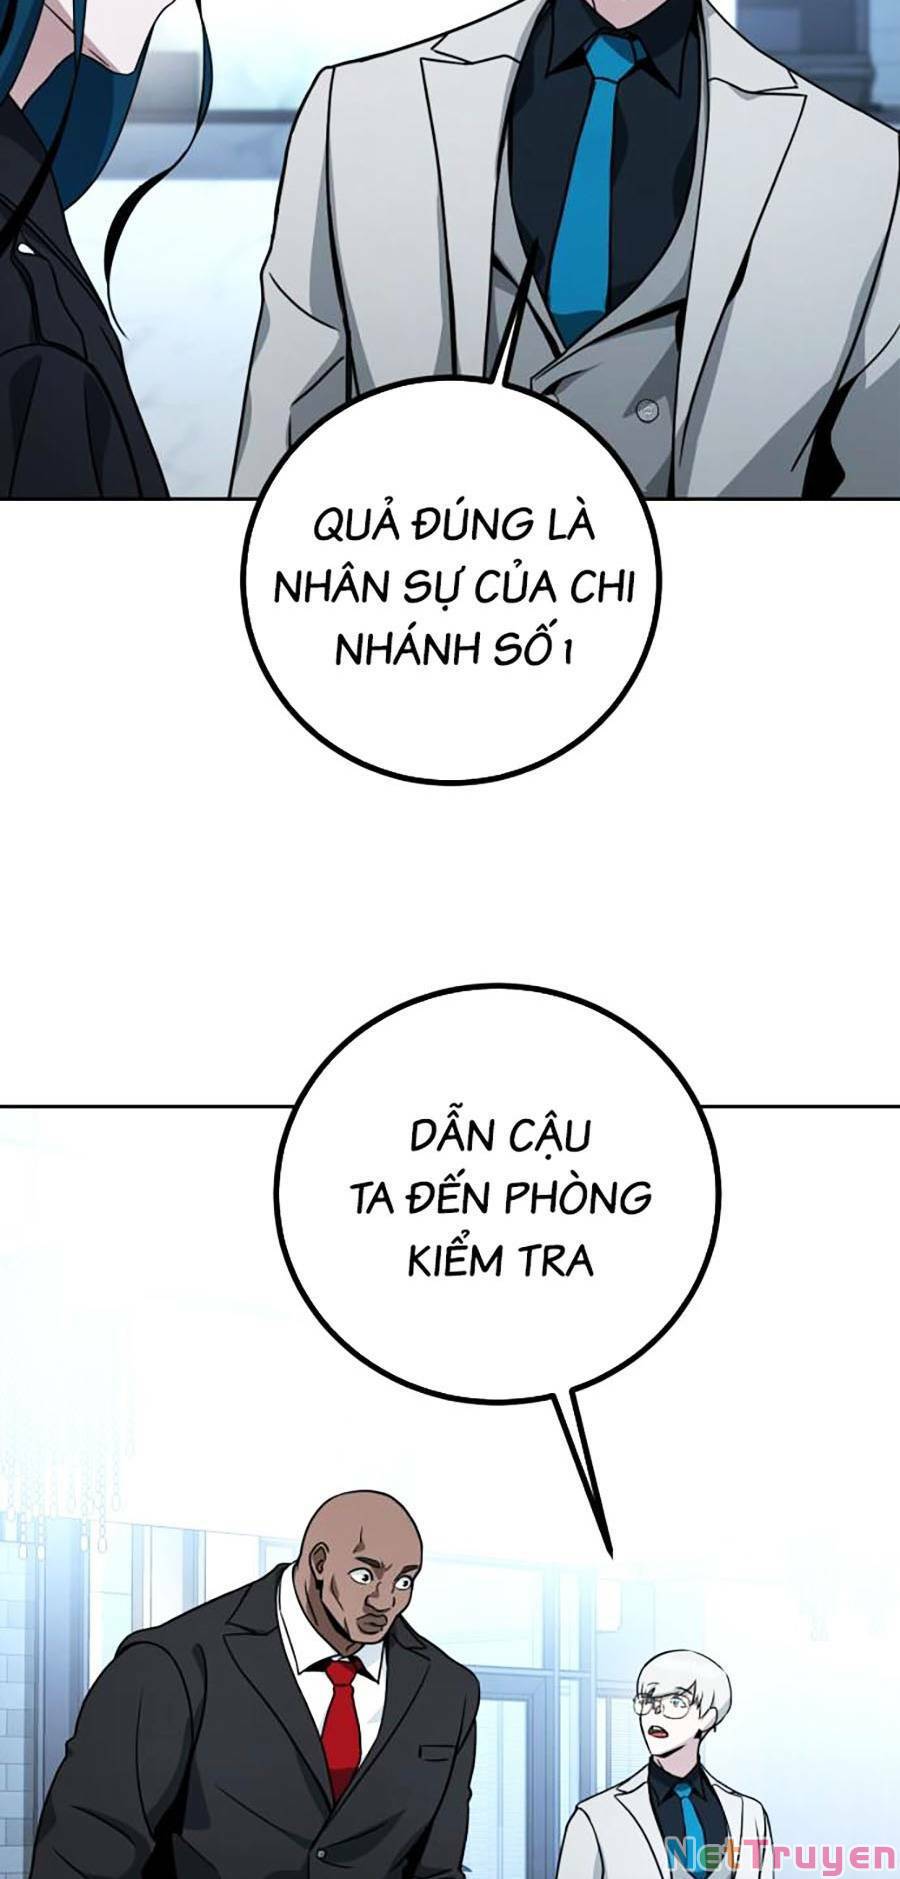 QUẢ ĐÚNG LÀ
NHÂN SỰ CỦA CHI
NHÁNH SỐ 1
DẪN CẬU
TA ĐẾN PHÒNG
KIỂM TRA
NetTruyen